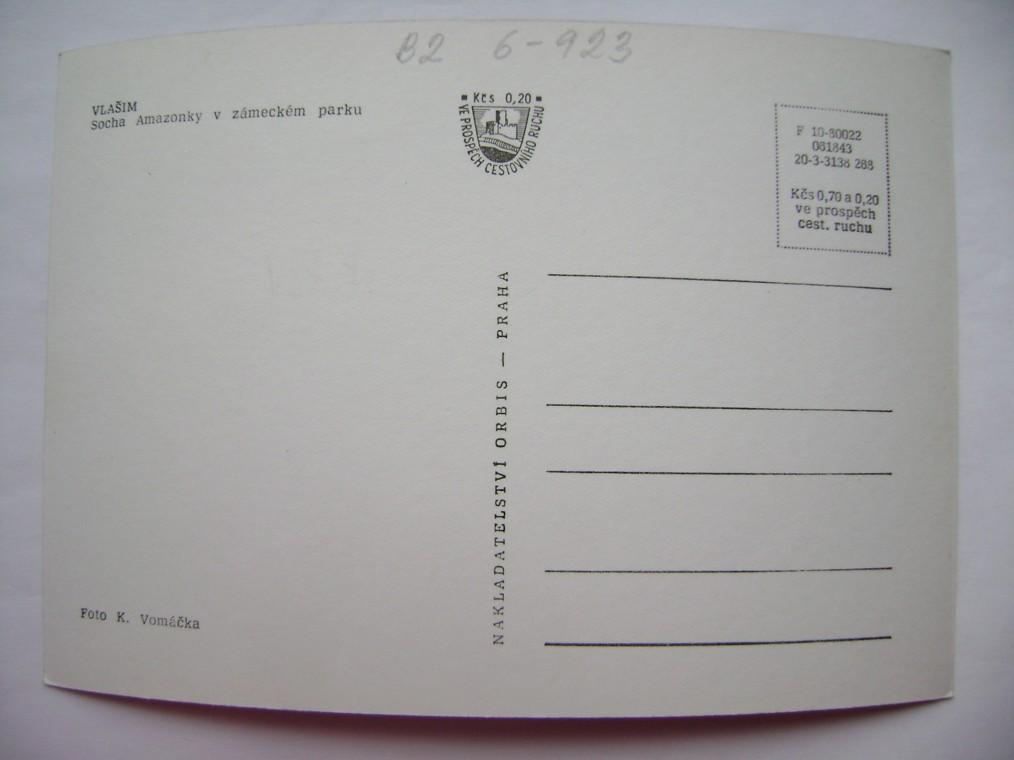 B2 6-923
VLAŠIM
Socha Amazonky v zámeckém parku
Kčs 0,20
VE PROSPĚCH CESTOVNÍHO RUCHU
F 10-80022
081843
20-3-3138 288
Kčs 0,70 a 0,20
ve prospěch
cest. ruchu
NAKLADATELSTVÍ ORBIS — PRAHA
Foto K. Vomáčka